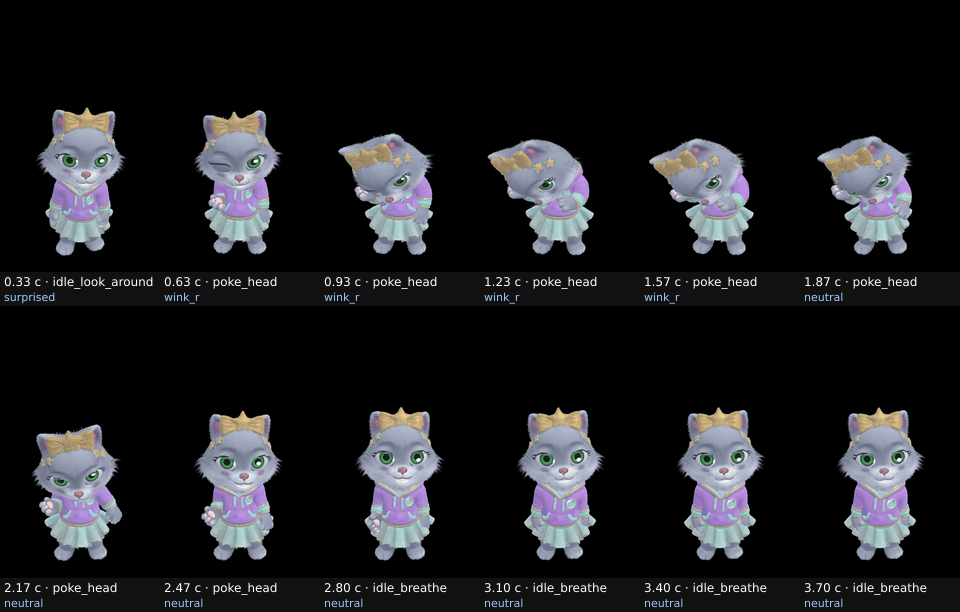 0.33 с · idle_look_around
surprised
0.63 с · poke_head
wink_r
0.93 с · poke_head
wink_r
1.23 с · poke_head
wink_r
1.57 с · poke_head
wink_r
1.87 с · poke_head
neutral
2.17 с · poke_head
neutral
2.47 с · poke_head
neutral
2.80 с · idle_breathe
neutral
3.10 с · idle_breathe
neutral
3.40 с · idle_breathe
neutral
3.70 с · idle_breathe
neutral